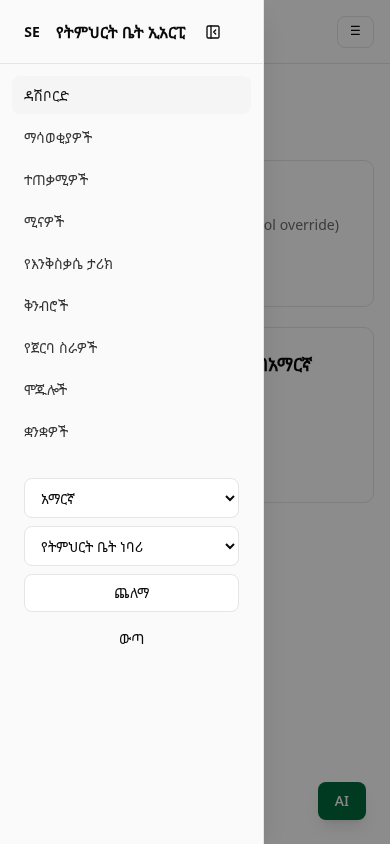 SE የትምህርት ቤት ኢአርፒ
☰
ዳሽቦርድ
ማሳወቂያዎች
ተጠቃሚዎች
ሚናዎች
ol override)
የእንቅስቃሴ ታሪክ
ቅንብሮች
የጀርባ ስራዎች
በአማርኛ
ሞጁሎች
ቋንቋዎች
አማርኛ
የትምህርት ቤት ነባሪ
ጨለማ
ውጣ
AI